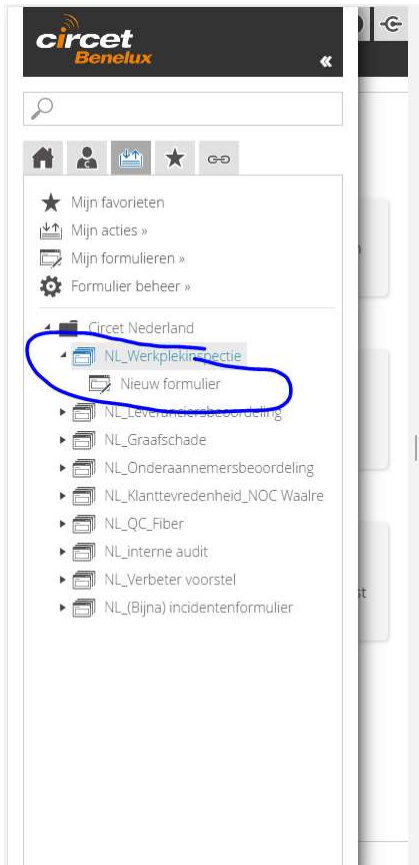 circet
Benelux
«
Mijn favorieten
Mijn acties »
Mijn formulieren »
Formulier beheer »
Circet Nederland
NL_Werkplekinspectie
Nieuw formulier
NL_Leveranciersbeoordeling
NL_Graafschade
NL_Onderaannemersbeoordeling
NL_Klanttevredenheid_NOC Waalre
NL_QC_Fiber
NL_interne audit
NL_Verbeter voorstel
st
NL_(Bijna) incidentenformulier